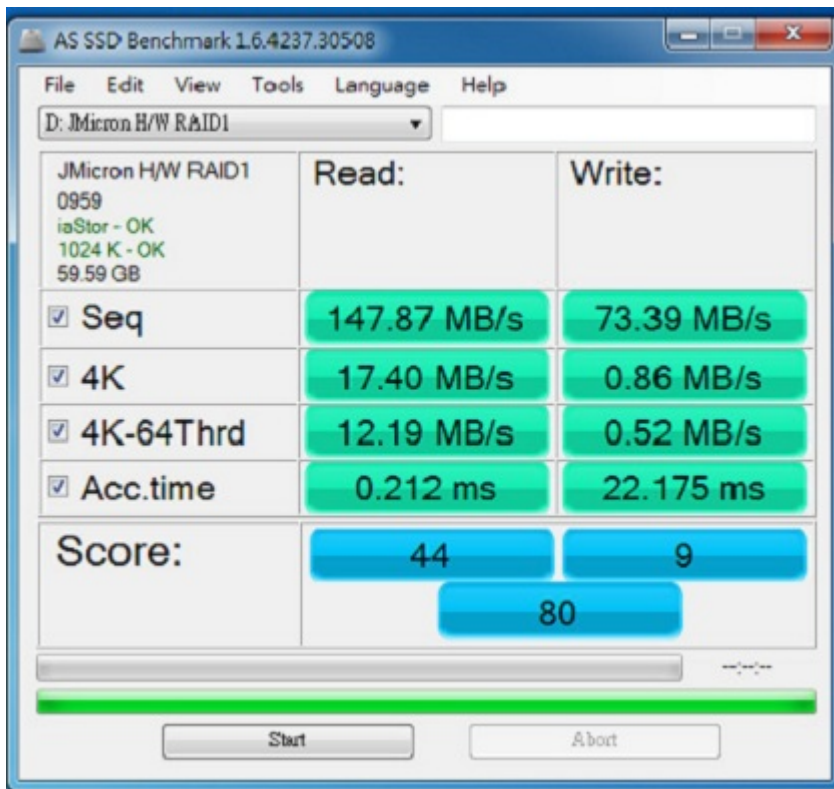 AS SSD Benchmark 1.6.4237.30508
File Edit View Tools Language Help
D: JMicron H/W RAID1
JMicron H/W RAID1
0959
iaStor - OK
1024 K - OK
59.59 GB
Read:
Write:
Seq 147.87 MB/s 73.39 MB/s
4K 17.40 MB/s 0.86 MB/s
4K-64Thrd 12.19 MB/s 0.52 MB/s
Acc.time 0.212 ms 22.175 ms
Score: 44 9
80
--:--:--
Start Abort